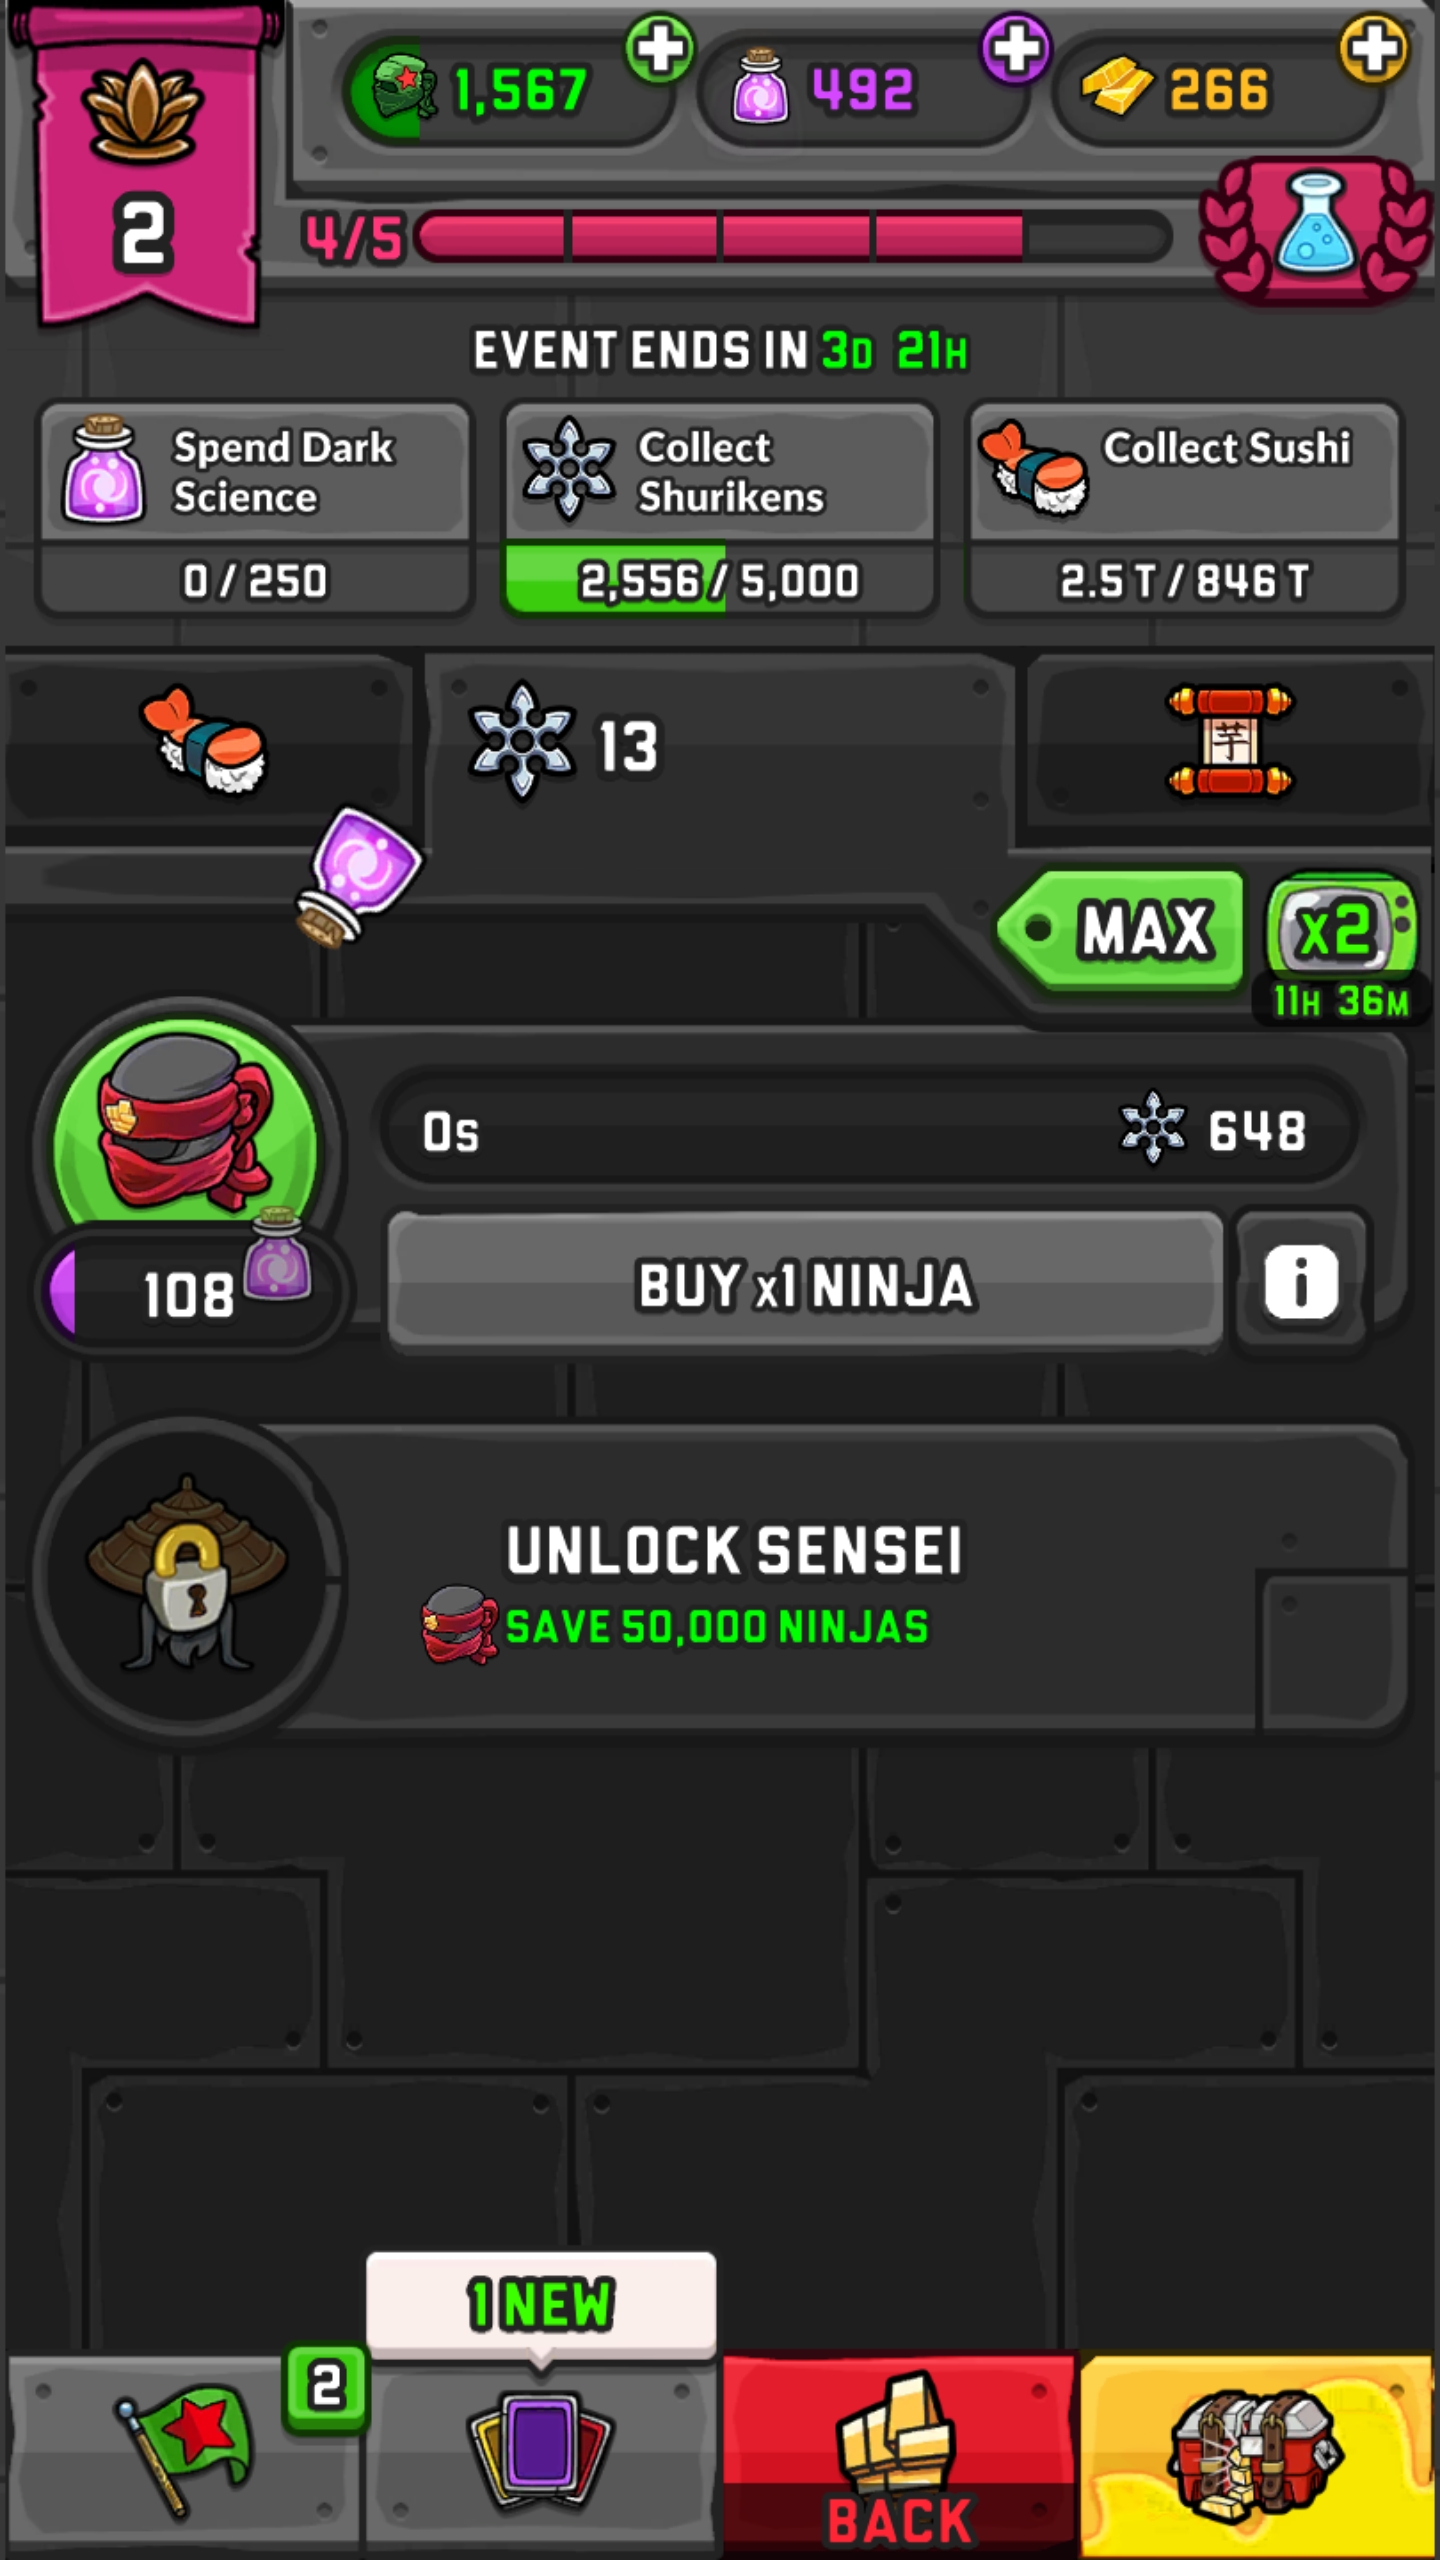 1,567
492
266
2
4/5
EVENT ENDS IN 3D 21H
Spend Dark
Science
0 / 250
Collect
Shurikens
2,556 / 5,000
Collect Sushi
2.5 T / 846 T
13
芋
MAX
x2
11H 36M
0s
648
108
BUY x1 NINJA
i
UNLOCK SENSEI
SAVE 50,000 NINJAS
1 NEW
2
BACK